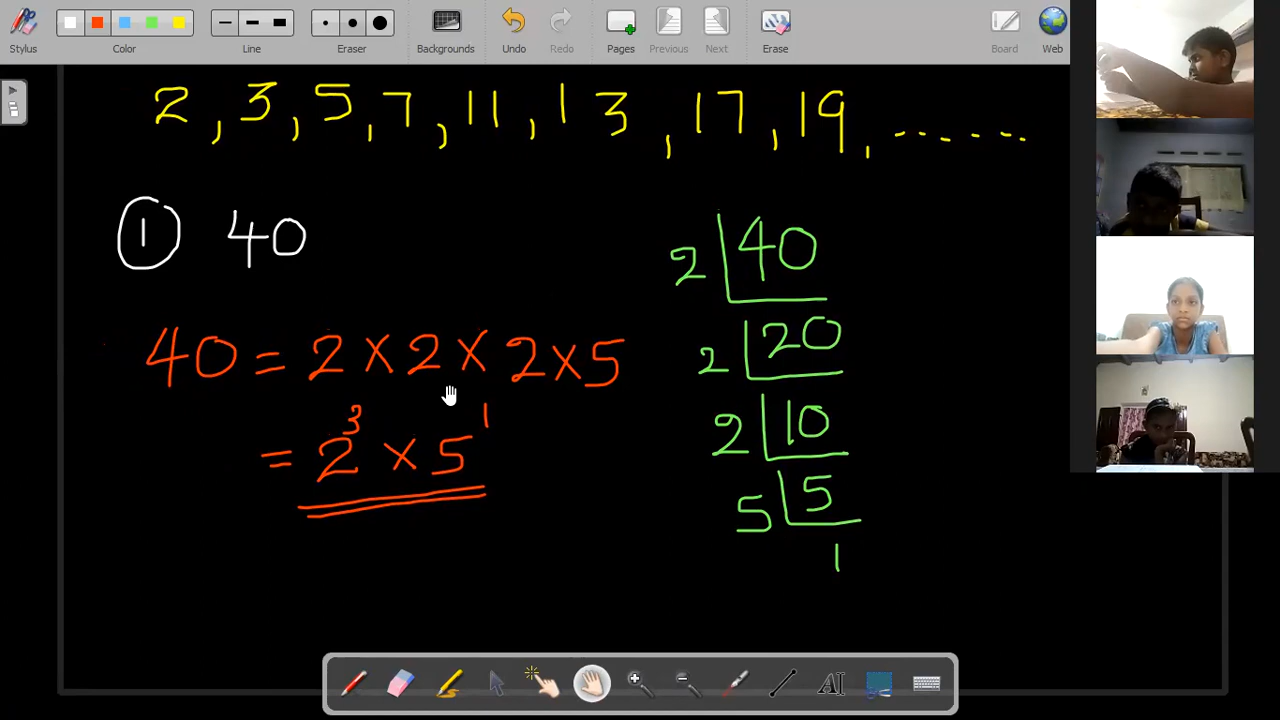 Stylus Color Line Eraser Backgrounds Undo Redo Pages Previous Next Erase Board Web
2, 3, 5, 7, 11, 13, 17, 19, ......
① 40
40 = 2 × 2 × 2 × 5
= 2³ × 5¹
2 40
2 20
2 10
5 5
1
AI